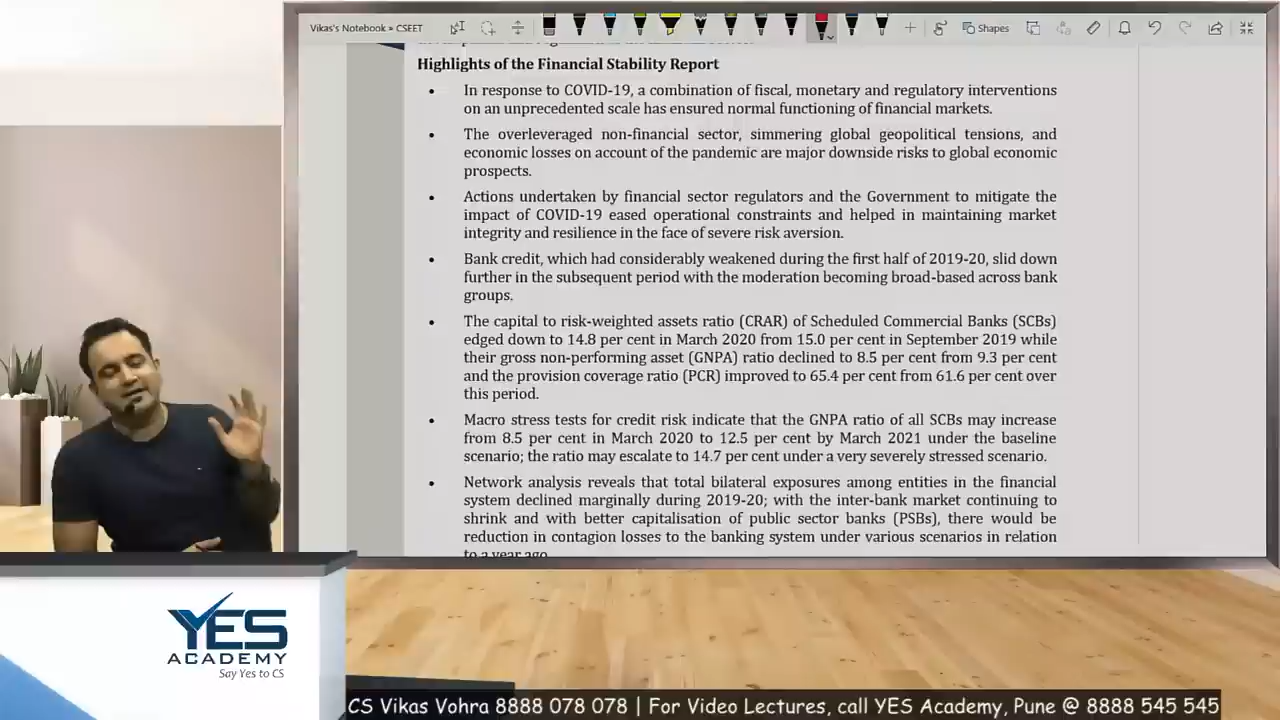 Vikas's Notebook » CSEET
Shapes
Highlights of the Financial Stability Report
• In response to COVID-19, a combination of fiscal, monetary and regulatory interventions
on an unprecedented scale has ensured normal functioning of financial markets.
• The overleveraged non-financial sector, simmering global geopolitical tensions, and
economic losses on account of the pandemic are major downside risks to global economic
prospects.
• Actions undertaken by financial sector regulators and the Government to mitigate the
impact of COVID-19 eased operational constraints and helped in maintaining market
integrity and resilience in the face of severe risk aversion.
• Bank credit, which had considerably weakened during the first half of 2019-20, slid down
further in the subsequent period with the moderation becoming broad-based across bank
groups.
• The capital to risk-weighted assets ratio (CRAR) of Scheduled Commercial Banks (SCBs)
edged down to 14.8 per cent in March 2020 from 15.0 per cent in September 2019 while
their gross non-performing asset (GNPA) ratio declined to 8.5 per cent from 9.3 per cent
and the provision coverage ratio (PCR) improved to 65.4 per cent from 61.6 per cent over
this period.
• Macro stress tests for credit risk indicate that the GNPA ratio of all SCBs may increase
from 8.5 per cent in March 2020 to 12.5 per cent by March 2021 under the baseline
scenario; the ratio may escalate to 14.7 per cent under a very severely stressed scenario.
• Network analysis reveals that total bilateral exposures among entities in the financial
system declined marginally during 2019-20; with the inter-bank market continuing to
shrink and with better capitalisation of public sector banks (PSBs), there would be
reduction in contagion losses to the banking system under various scenarios in relation
to a year ago.
YES
ACADEMY
Say Yes to CS
CS Vikas Vohra 8888 078 078 | For Video Lectures, call YES Academy, Pune @ 8888 545 545